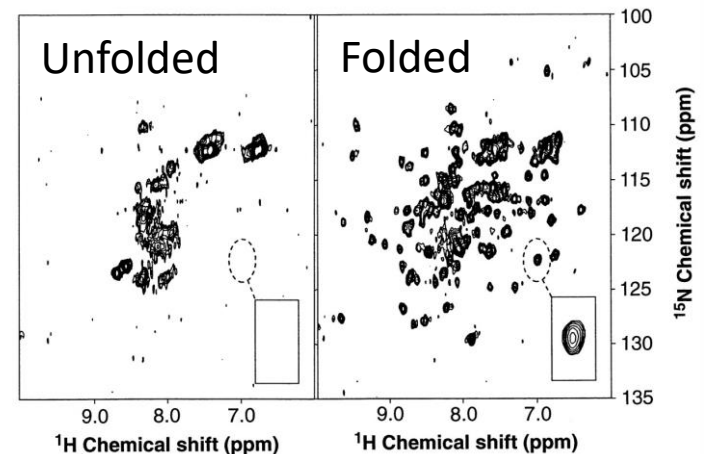 Unfolded
Folded
100
105
110
115
120
125
130
135
15N Chemical shift (ppm)
9.0 8.0 7.0
9.0 8.0 7.0
1H Chemical shift (ppm)
1H Chemical shift (ppm)